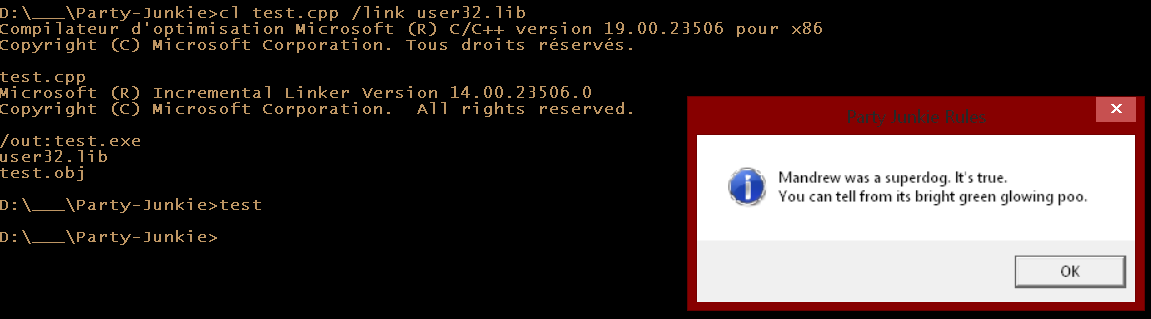 D:\___\Party-Junkie>cl test.cpp /link user32.lib
Compilateur d'optimisation Microsoft (R) C/C++ version 19.00.23506 pour x86
Copyright (C) Microsoft Corporation. Tous droits réservés.
test.cpp
Microsoft (R) Incremental Linker Version 14.00.23506.0
Copyright (C) Microsoft Corporation.  All rights reserved.
/out:test.exe
user32.lib
test.obj
D:\___\Party-Junkie>test
D:\___\Party-Junkie>
Party-Junkie Rules:
Mandrew was a superdog. It's true.
You can tell from its bright green glowing poo.
OK